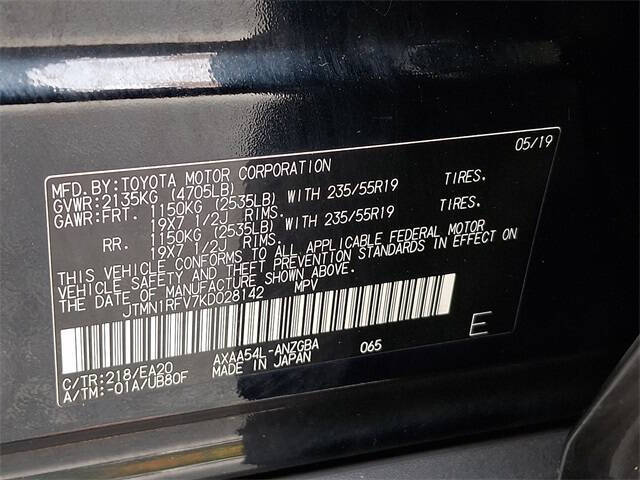 MFD. BY: TOYOTA MOTOR CORPORATION 05/19
GVWR: 2135KG (4705LB)
GAWR: FRT. 1150KG (2535LB) WITH 235/55R19 TIRES.
19X7 1/2J RIMS.
RR. 1150KG (2535LB) WITH 235/55R19 TIRES.
19X7 1/2J RIMS.
THIS VEHICLE CONFORMS TO ALL APPLICABLE FEDERAL MOTOR
VEHICLE SAFETY AND THEFT PREVENTION STANDARDS IN EFFECT ON
THE DATE OF MANUFACTURE SHOWN ABOVE.
JTMN1RFV7KD028142 MPV
E
C/TR: 218/EA20 AXAA54L-ANZGBA 065
A/TM: -01A/UB80F MADE IN JAPAN